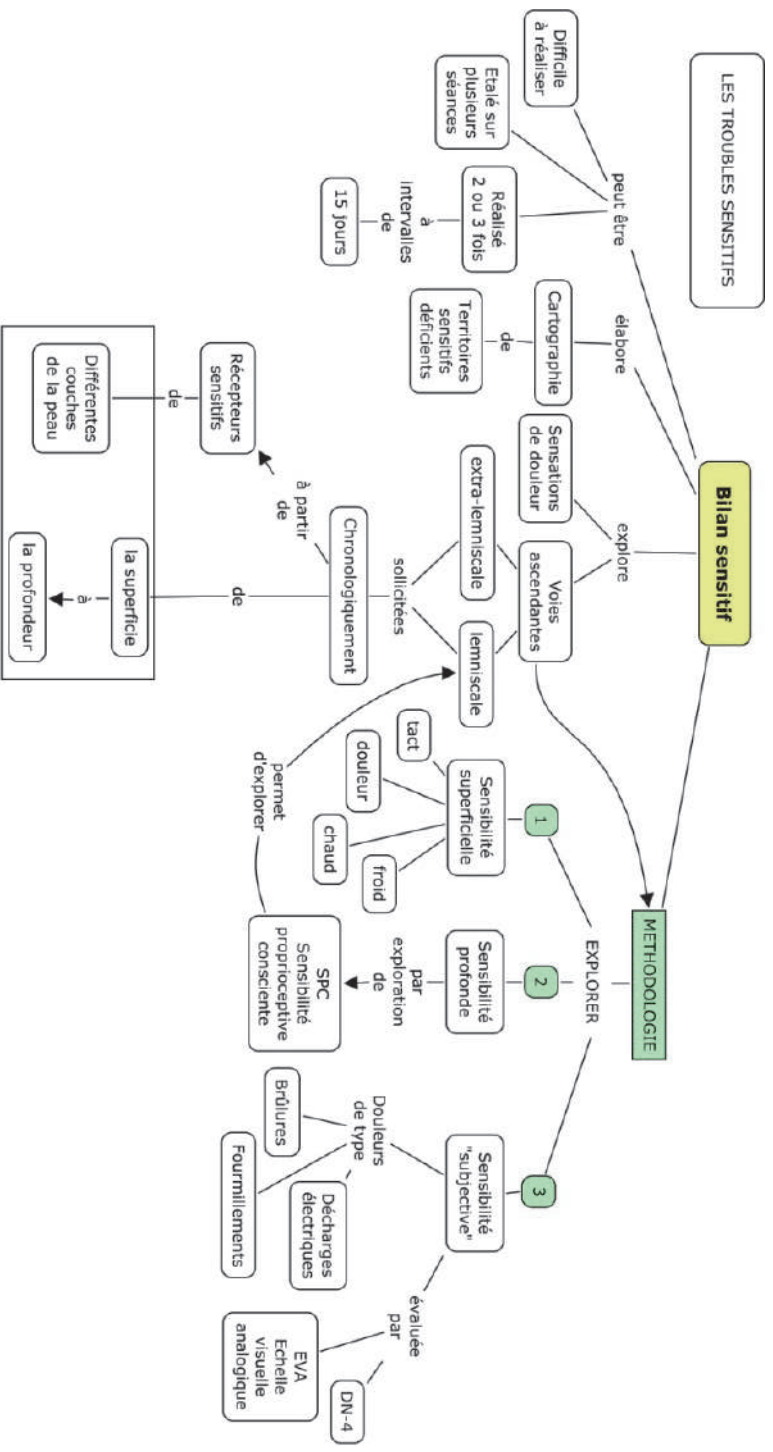 LES TROUBLES SENSITIFS
Bilan sensitif
peut être
Difficile
à réaliser
Etalé sur
plusieurs
séances
Réalisé
2 ou 3 fois
à
intervalles
de
15 jours
élabore
Cartographie
de
Territoires
sensitifs
déficients
explore
Sensations
de douleur
Voies
ascendantes
extra-lemniscale
lemniscale
sollicitées
Chronologiquement
à partir
de
Récepteurs
sensitifs
de
Différentes
couches
de la peau
de
la superficie
à
la profondeur
METHODOLOGIE
EXPLORER
1
Sensibilité
superficielle
tact
douleur
chaud
froid
2
Sensibilité
profonde
par
exploration
de
SPC
Sensibilité
proprioceptive
consciente
permet
d'explorer
3
Sensibilité
"subjective"
Douleurs
de type
Brûlures
Fourmillements
Décharges
électriques
évaluée
par
EVA
Echelle
visuelle
analogique
DN-4